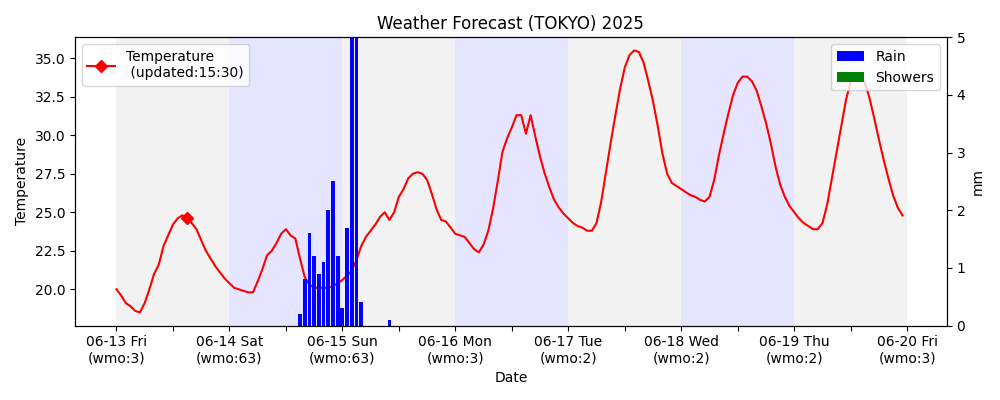 Weather Forecast (TOKYO) 2025
Temperature
(updated:15:30)
Rain
Showers
35.0
32.5
30.0
27.5
25.0
22.5
20.0
Temperature
5
4
3
2
1
0
mm
06-13 Fri
(wmo:3)
06-14 Sat
(wmo:63)
06-15 Sun
(wmo:63)
06-16 Mon
(wmo:3)
06-17 Tue
(wmo:2)
06-18 Wed
(wmo:2)
06-19 Thu
(wmo:2)
06-20 Fri
(wmo:3)
Date